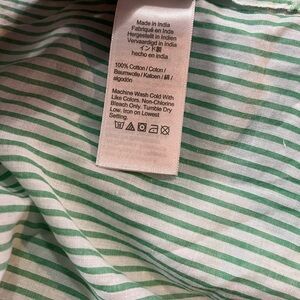 Made in India
Fabriqué en Inde
Hergestellt in Indien
Vervaardigd in India
インド製
hecho en India
100% Cotton / Coton /
Baumwolle / Katoen / 綿 /
algodón
Machine Wash Cold With
Like Colors. Non-Chlorine
Bleach Only. Tumble Dry
Low. Iron on Lowest
Setting.